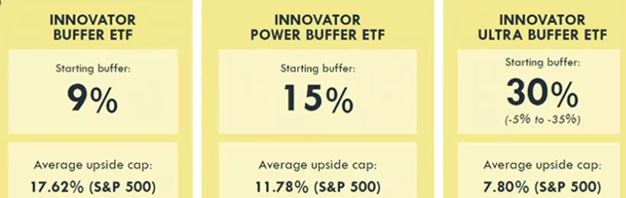 INNOVATOR
BUFFER ETF
Starting buffer:
9%
Average upside cap:
17.62% (S&P 500)
INNOVATOR
POWER BUFFER ETF
Starting buffer:
15%
Average upside cap:
11.78% (S&P 500)
INNOVATOR
ULTRA BUFFER ETF
Starting buffer:
30%
(-5% to -35%)
Average upside cap:
7.80% (S&P 500)